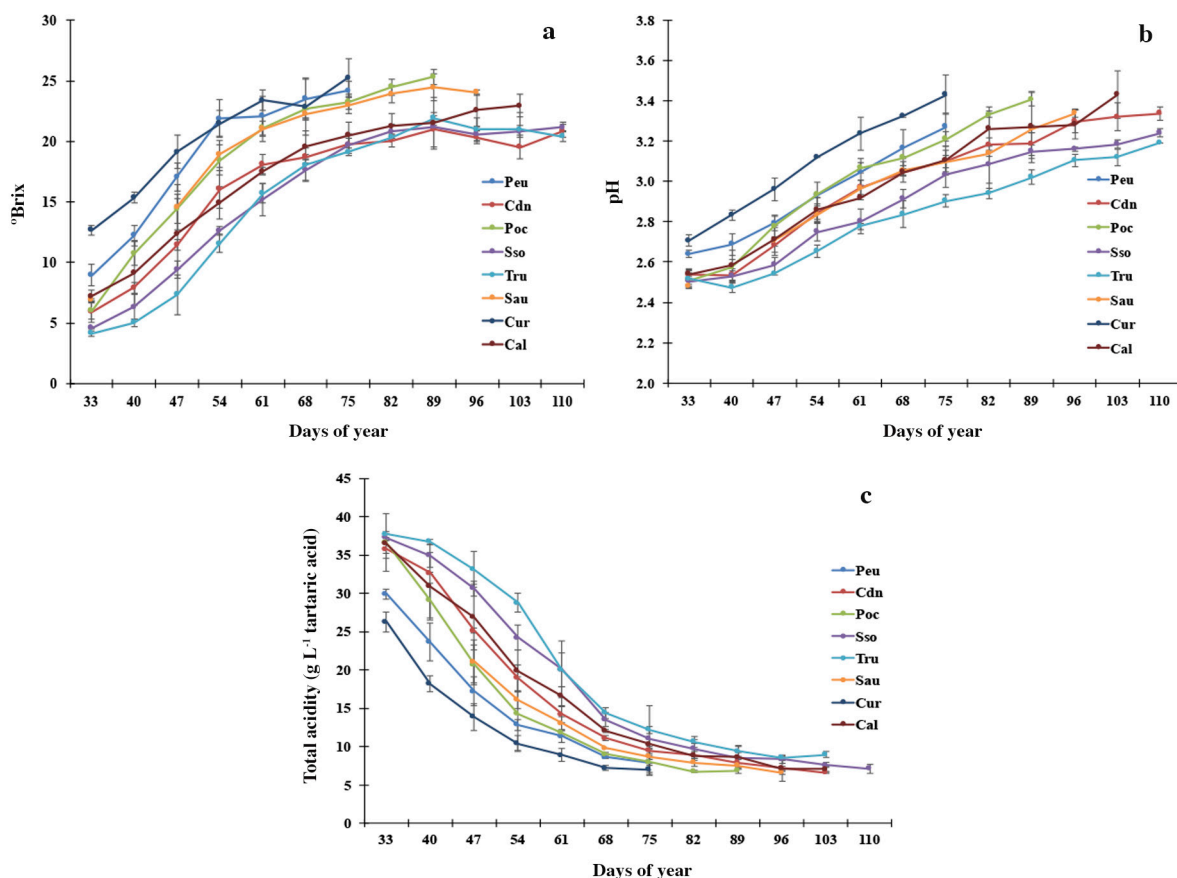 a
30
25
20
15
10
5
0
°Brix
33 40 47 54 61 68 75 82 89 96 103 110
Days of year
Peu
Cdn
Poc
Sso
Tru
Sau
Cur
Cal
b
3.8
3.6
3.4
3.2
3.0
2.8
2.6
2.4
2.2
2.0
pH
33 40 47 54 61 68 75 82 89 96 103 110
Days of year
Peu
Cdn
Poc
Sso
Tru
Sau
Cur
Cal
c
45
40
35
30
25
20
15
10
5
0
Total acidity (g L⁻¹ tartaric acid)
33 40 47 54 61 68 75 82 89 96 103 110
Days of year
Peu
Cdn
Poc
Sso
Tru
Sau
Cur
Cal